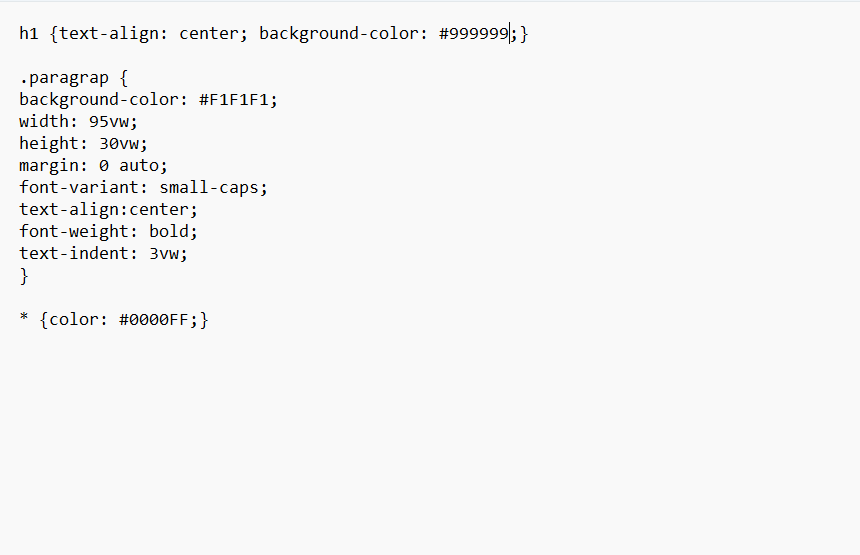 h1 {text-align: center; background-color: #999999;}
.paragrap {
background-color: #F1F1F1;
width: 95vw;
height: 30vw;
margin: 0 auto;
font-variant: small-caps;
text-align:center;
font-weight: bold;
text-indent: 3vw;
}
* {color: #0000FF;}